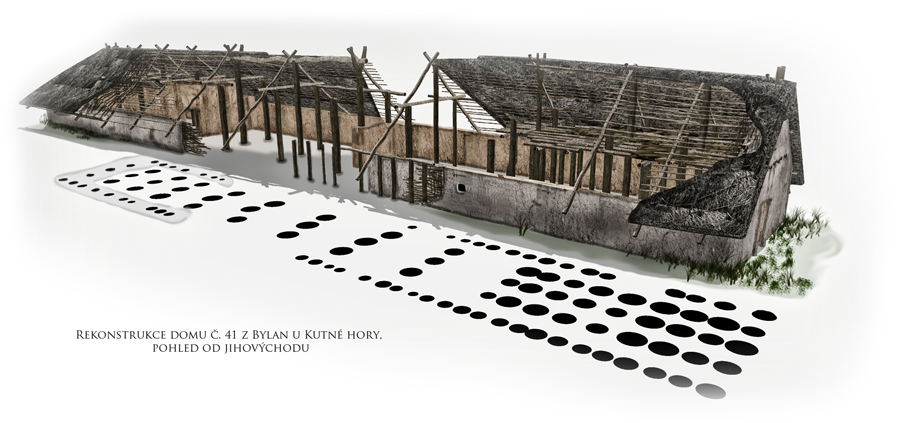 Rekonstrukce domu č. 41 z Bylan u Kutné hory,
pohled od jihovýchodu